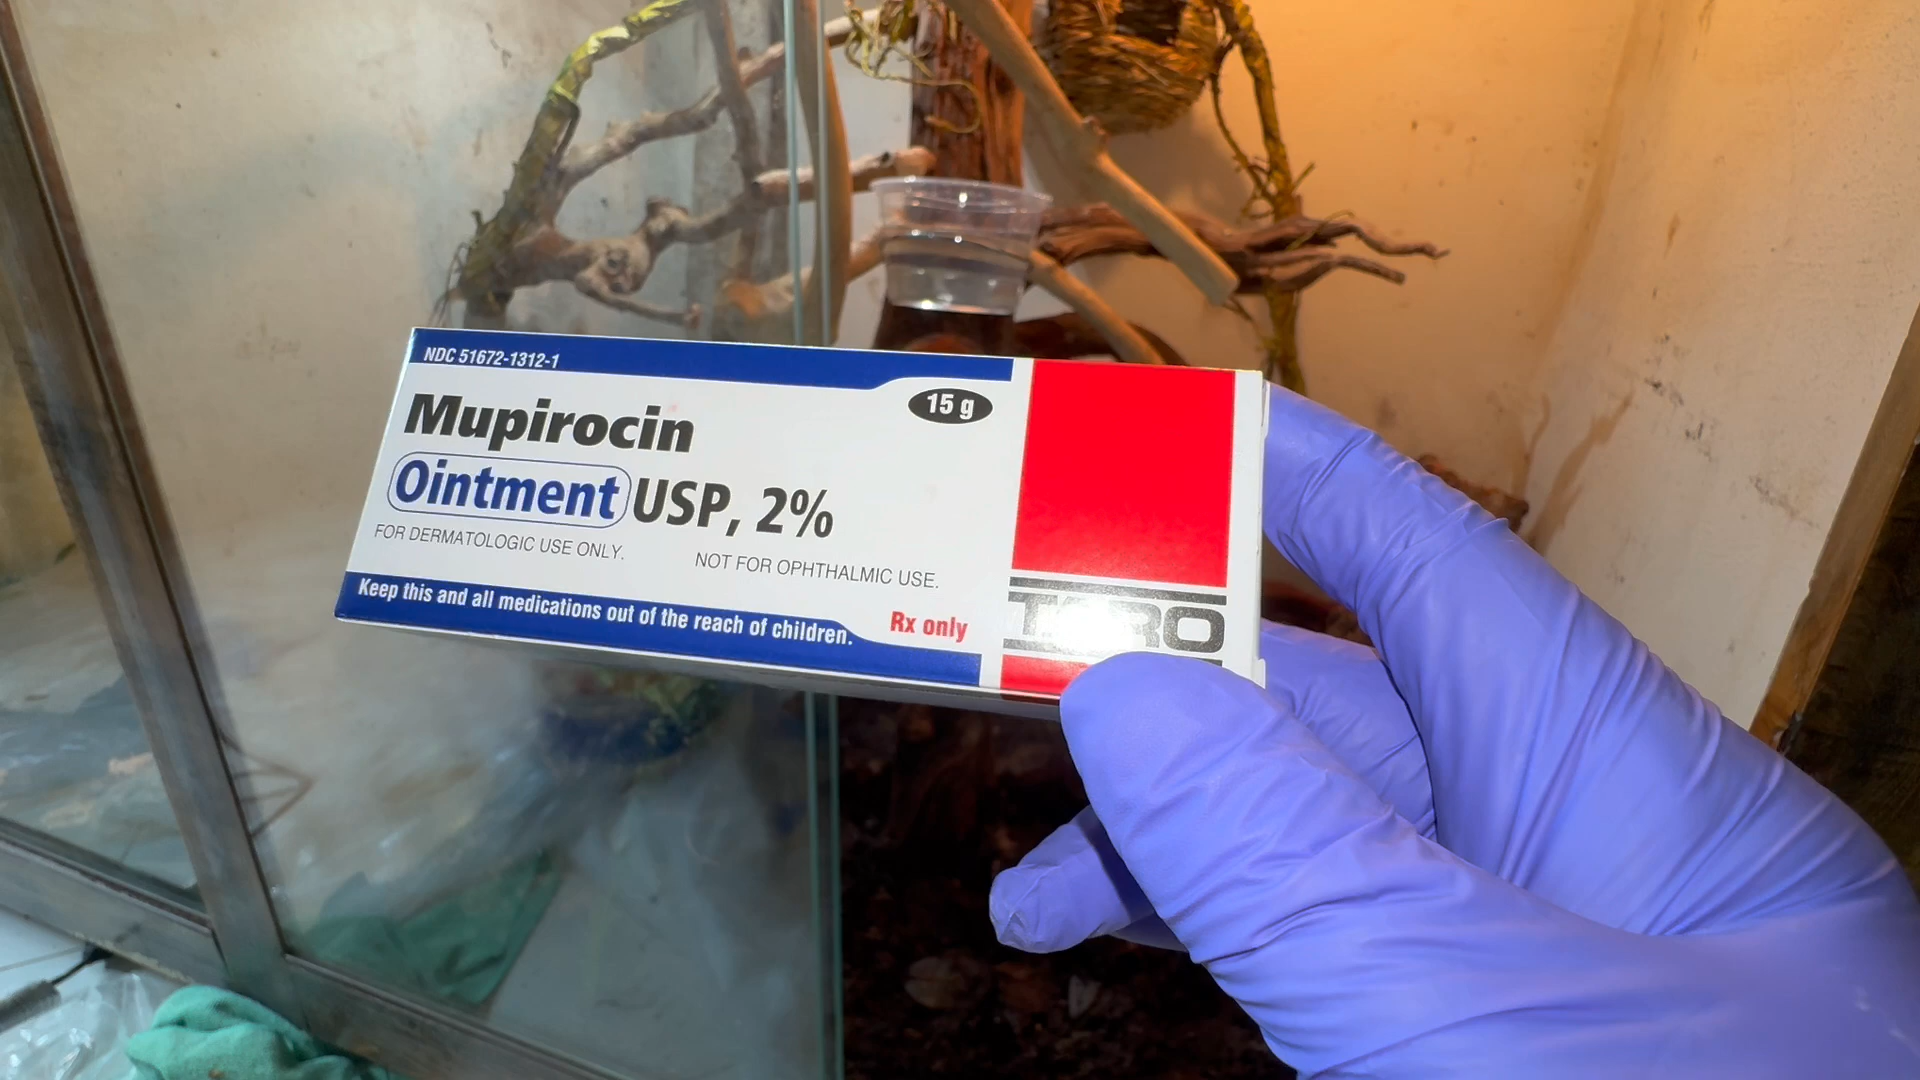 NDC 51672-1312-1
15 g
Mupirocin
Ointment USP, 2%
FOR DERMATOLOGIC USE ONLY. NOT FOR OPHTHALMIC USE.
Keep this and all medications out of the reach of children.
Rx only
TARO